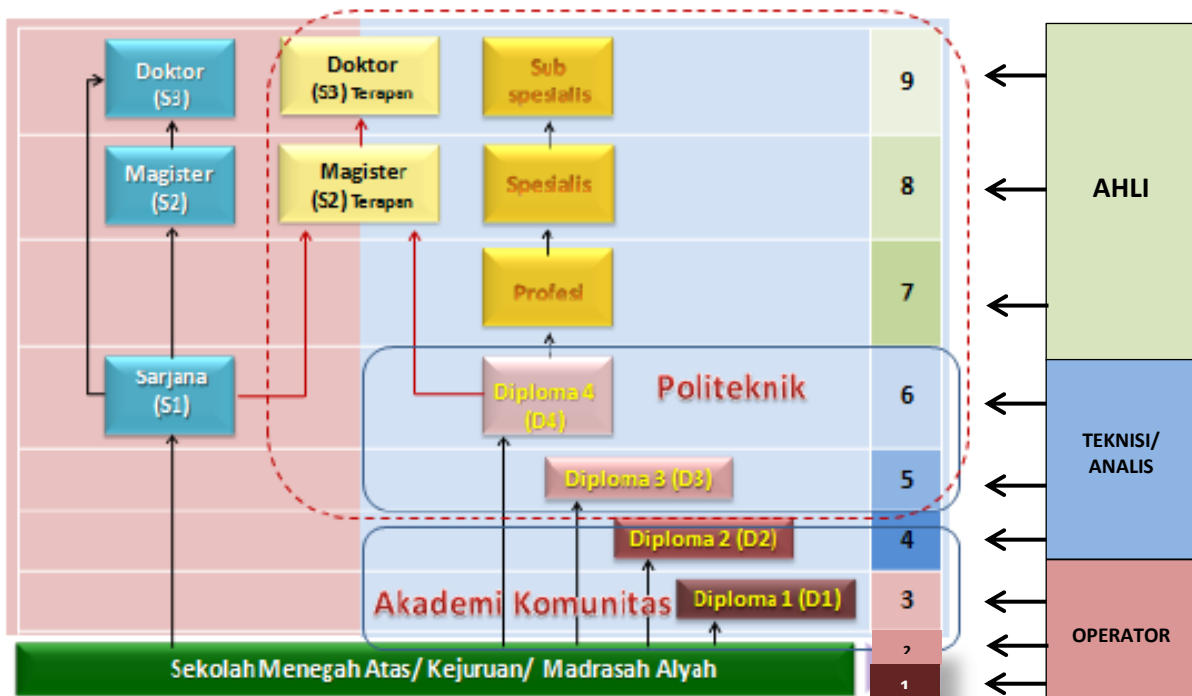 Doktor
(S3)
Doktor
(S3) Terapan
Sub
spesialis
9
Magister
(S2)
Magister
(S2) Terapan
Spesialis
8
AHLI
Profesi
7
Sarjana
(S1)
Diploma 4
(D4)
Politeknik
6
TEKNISI/
ANALIS
Diploma 3 (D3)
5
Diploma 2 (D2)
4
Akademi Komunitas
Diploma 1 (D1)
3
OPERATOR
2
Sekolah Menegah Atas/ Kejuruan/ Madrasah Alyah
1